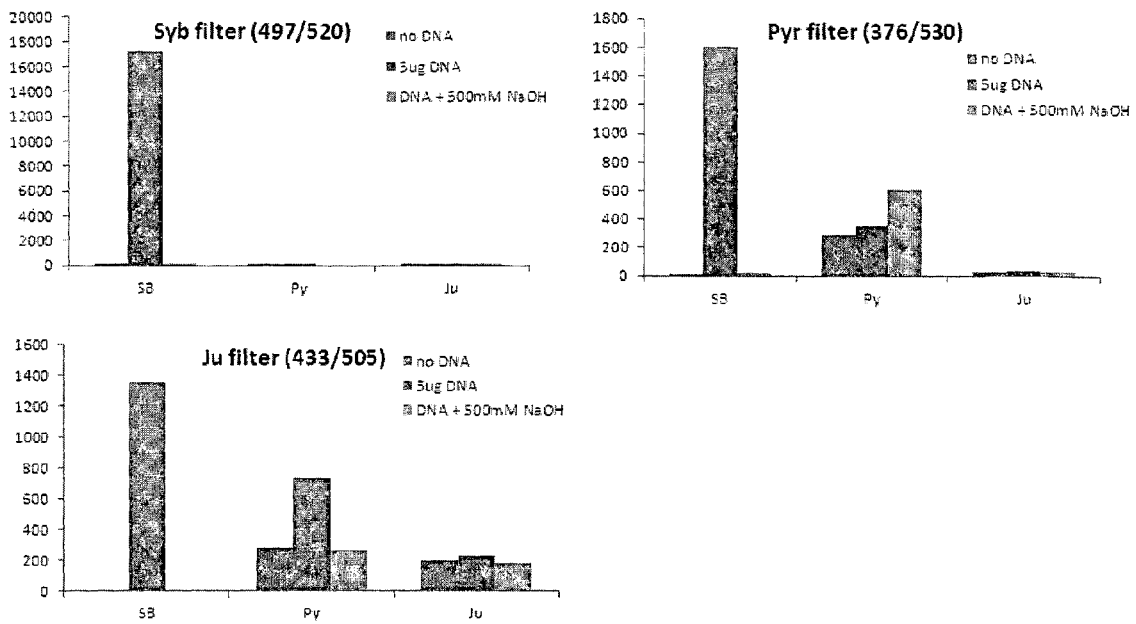 Syb filter (497/520)
20000
18000
16000
14000
12000
10000
8000
6000
4000
2000
0
no DNA
5ug DNA
DNA + 500mM NaOH
SB
Py
Ju
Pyr filter (376/530)
1800
1600
1400
1200
1000
800
600
400
200
0
no DNA
5ug DNA
DNA + 500mM NaOH
SB
Py
Ju
Ju filter (433/505)
1600
1400
1200
1000
800
600
400
200
0
no DNA
5ug DNA
DNA + 500mM NaOH
SB
Py
Ju